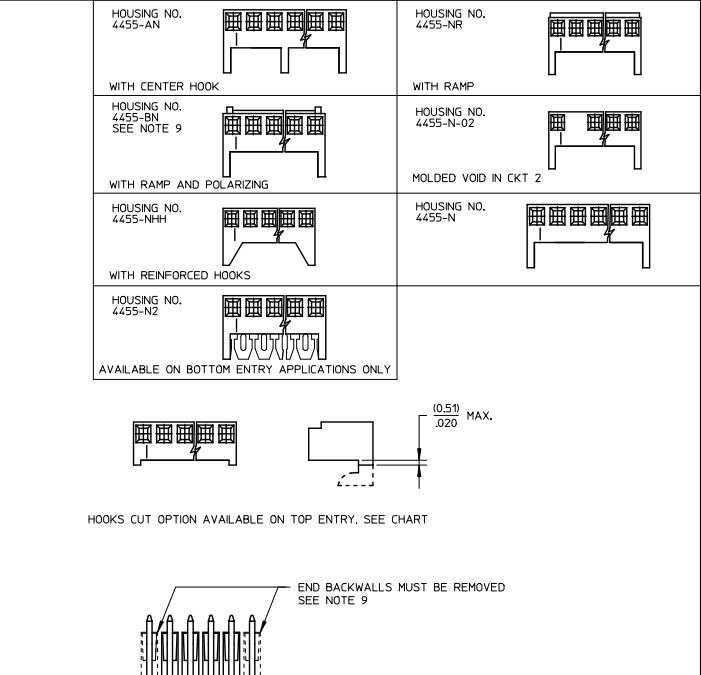 HOUSING NO.
4455-AN
WITH CENTER HOOK
HOUSING NO.
4455-NR
WITH RAMP
HOUSING NO.
4455-BN
SEE NOTE 9
WITH RAMP AND POLARIZING
HOUSING NO.
4455-N-02
MOLDED VOID IN CKT 2
HOUSING NO.
4455-NHH
WITH REINFORCED HOOKS
HOUSING NO.
4455-N
HOUSING NO.
4455-N2
AVAILABLE ON BOTTOM ENTRY APPLICATIONS ONLY
(0.51)
.020 MAX.
HOOKS CUT OPTION AVAILABLE ON TOP ENTRY, SEE CHART
END BACKWALLS MUST BE REMOVED
SEE NOTE 9